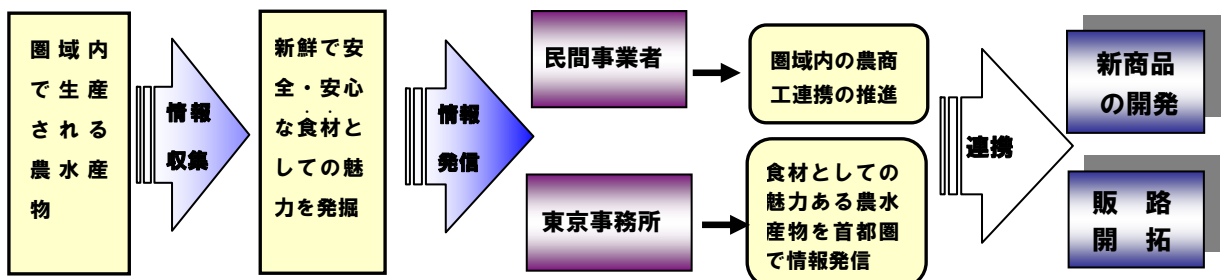 圏域内
で生産
される
農水産
物
情報
収集
新鮮で安
全・安心
な食材と
しての魅
力を発掘
情報
発信
民間事業者
圏域内の農商
工連携の推進
東京事務所
食材としての
魅力ある農水
産物を首都圏
で情報発信
連携
新商品
の開発
販路
開拓